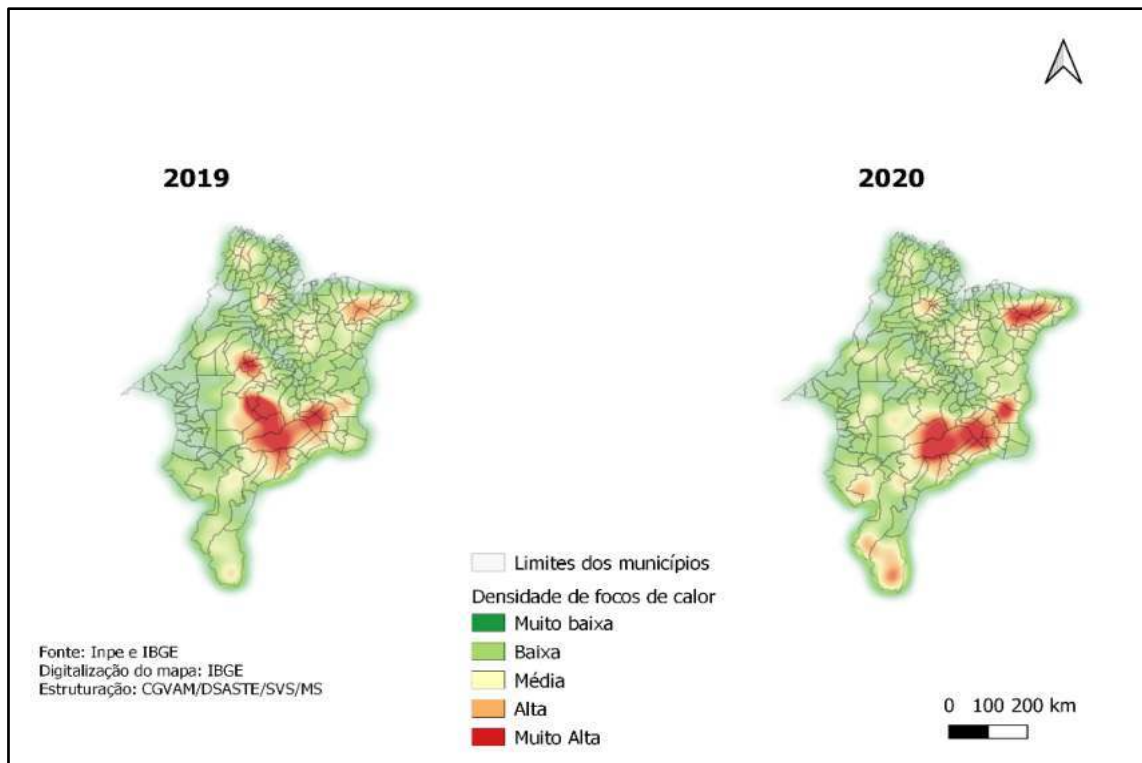 2019
2020
Limites dos municípios
Densidade de focos de calor
Muito baixa
Baixa
Média
Alta
Muito Alta
Fonte: Inpe e IBGE
Digitalização do mapa: IBGE
Estruturação: CGVAM/DSASTE/SVS/MS
0 100 200 km